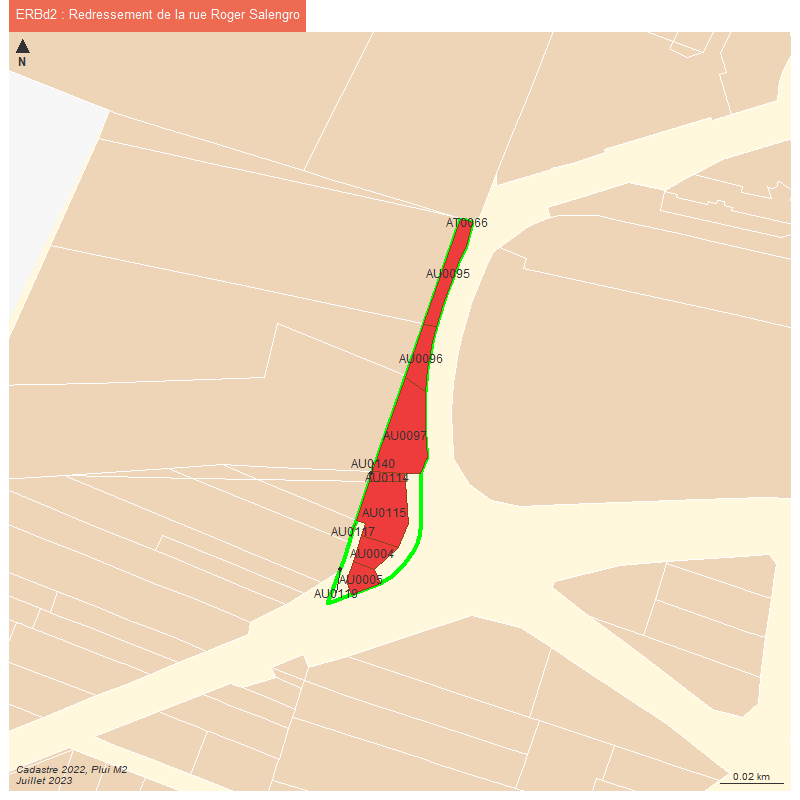 ERBd2 : Redressement de la rue Roger Salengro
N
AT0066
AU0095
AU0096
AU0097
AU0140
AU0114
AU0115
AU0117
AU0004
AU0005
AU0119
Cadastre 2022, Plui M2
Juillet 2023
0.02 km